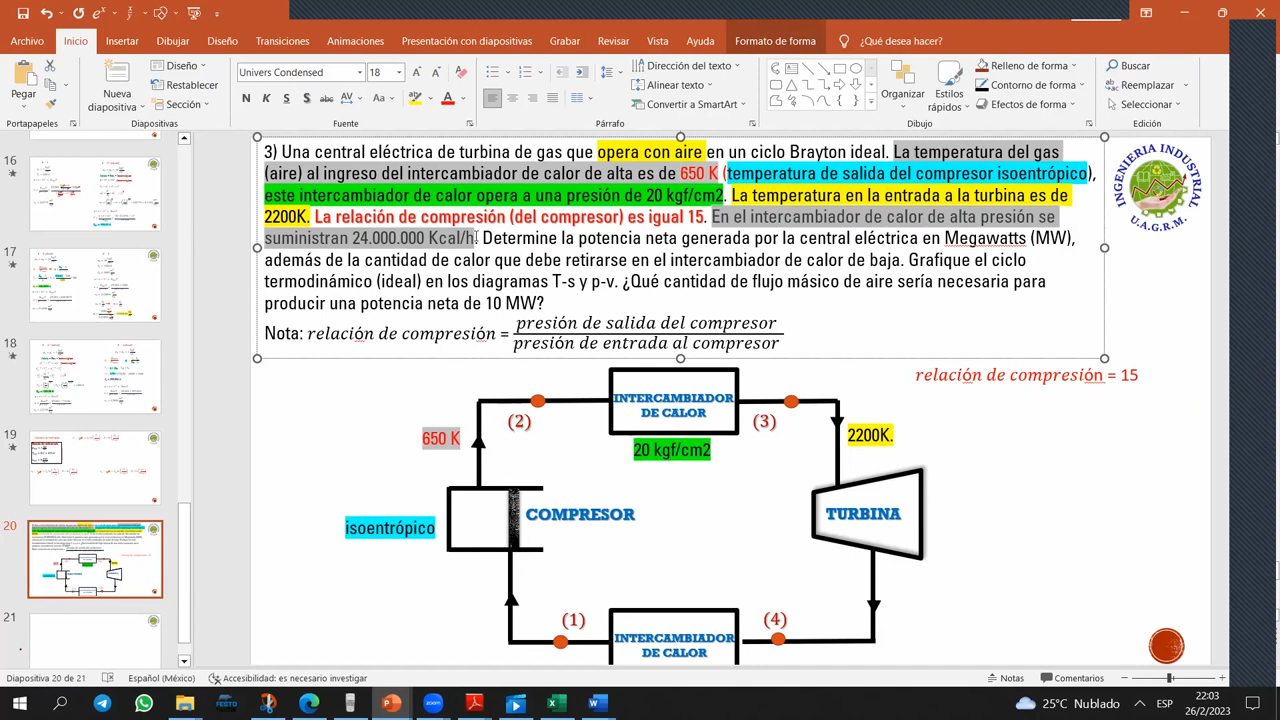 Archivo Inicio Insertar Dibujar Diseño Transiciones Animaciones Presentación con diapositivas Grabar Revisar Vista Ayuda Formato de forma ¿Qué desea hacer?
Pegar
Nueva diapositiva
Diseño
Restablecer
Sección
Univers Condensed 18
N K S S abc AV Aa A
Dirección del texto
Alinear texto
Convertir a SmartArt
Organizar
Estilos rápidos
Relleno de forma
Contorno de forma
Efectos de forma
Buscar
Reemplazar
Seleccionar
Portapapeles Diapositivas Fuente Párrafo Dibujo Edición
16
17
18
19
20
21
3) Una central eléctrica de turbina de gas que opera con aire en un ciclo Brayton ideal. La temperatura del gas
(aire) al ingreso del intercambiador de calor de alta es de 650 K (temperatura de salida del compresor isoentrópico),
este intercambiador de calor opera a una presión de 20 kgf/cm2. La temperatura en la entrada a la turbina es de
2200K. La relación de compresión (del compresor) es igual 15. En el intercambiador de calor de alta presión se
suministran 24.000.000 Kcal/h. Determine la potencia neta generada por la central eléctrica en Megawatts (MW),
además de la cantidad de calor que debe retirarse en el intercambiador de calor de baja. Grafique el ciclo
termodinámico (ideal) en los diagramas T-s y p-v. ¿Qué cantidad de flujo másico de aire sería necesaria para
producir una potencia neta de 10 MW?
Nota: relación de compresión = presión de salida del compresor
presión de entrada al compresor
INGENIERIA INDUSTRIAL
U.A.G.R.M.
relación de compresión = 15
INTERCAMBIADOR
DE CALOR
(2)
(3)
650 K
20 kgf/cm2
2200K.
isoentrópico
COMPRESOR
TURBINA
(1)
(4)
INTERCAMBIADOR
DE CALOR
Diapositiva 20 de 21 Español (México) Accesibilidad: es necesario investigar Notas Comentarios
25°C Nublado ESP
22:03
26/2/2023